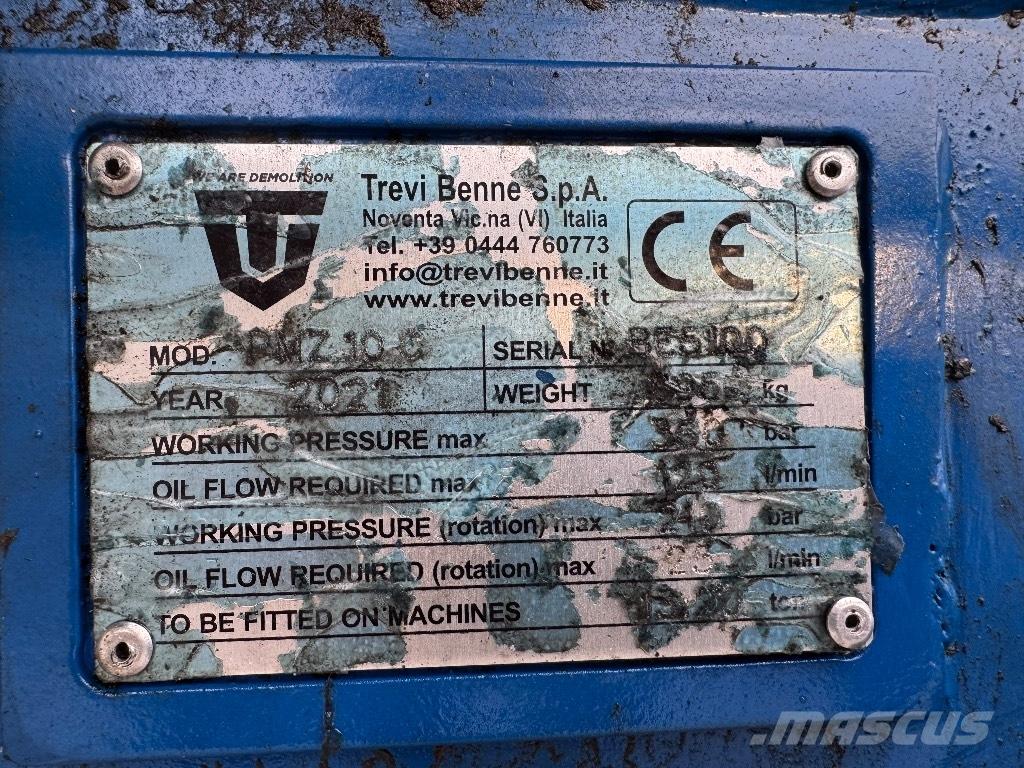 WE ARE DEMOLITION
Trevi Benne S.p.A.
Noventa Vic.na (VI) Italia
Tel. +39 0444 760773
info@trevibenne.it
www.trevibenne.it
CE
MOD. SERIAL N.
YEAR 2021 WEIGHT kg
WORKING PRESSURE max bar
OIL FLOW REQUIRED max l/min
WORKING PRESSURE (rotation) max bar
OIL FLOW REQUIRED (rotation) max l/min
TO BE FITTED ON MACHINES ton
MASCUS